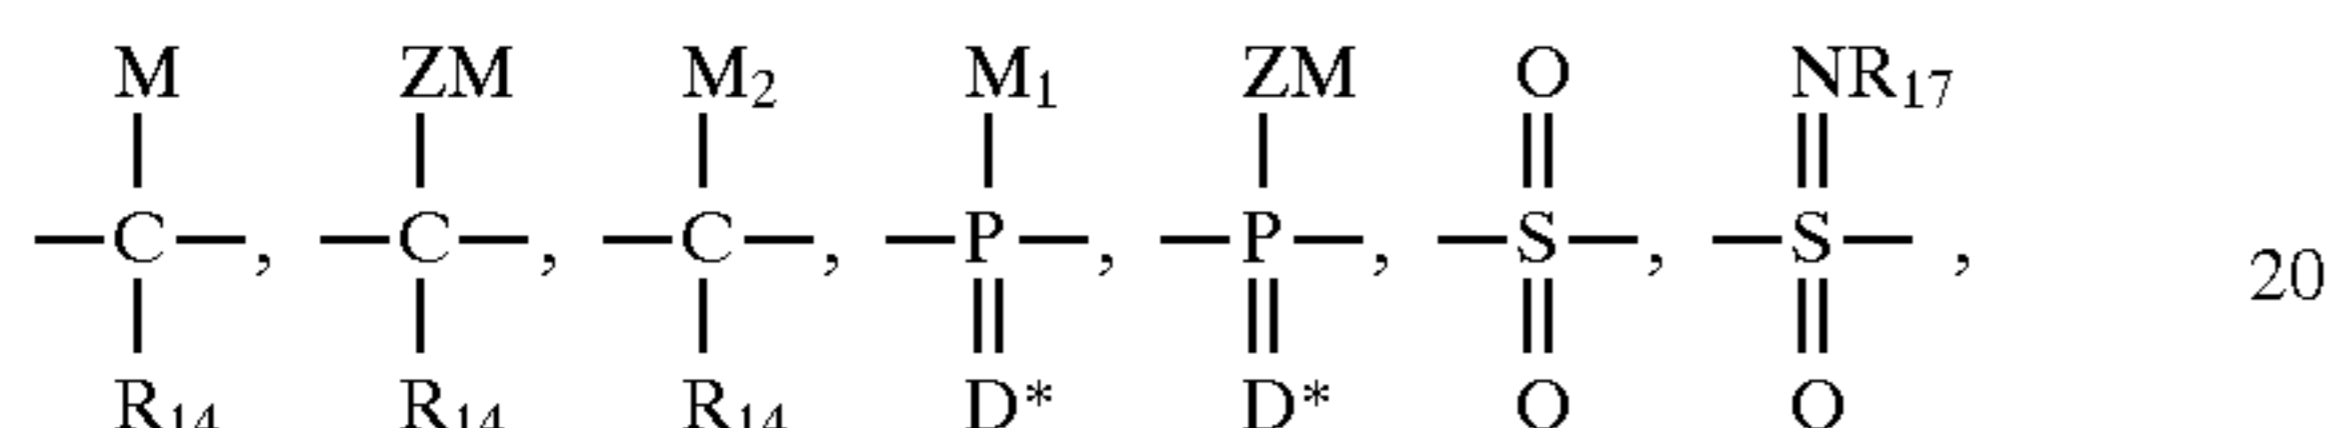 M ZM M₂ M₁ ZM O NR₁₇
—C—, —C—, —C—, —P—, —P—, —S—, —S—, 20
R₁₄ R₁₄ R₁₄ D* D* O O